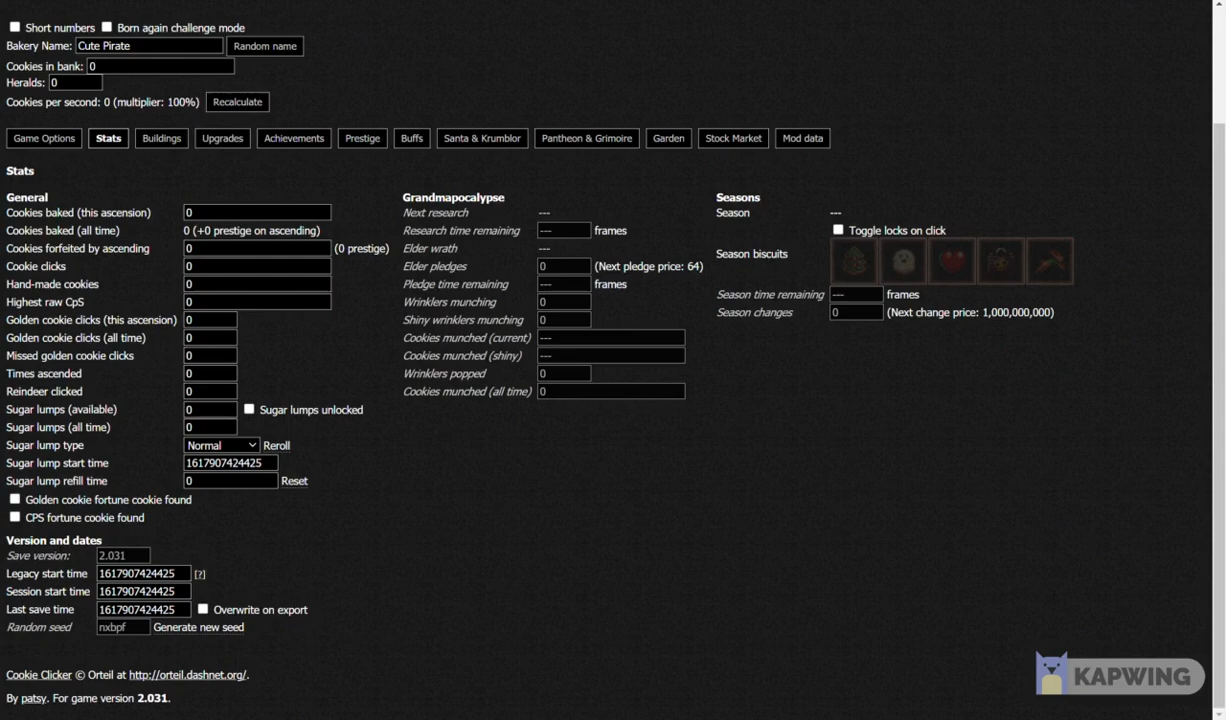 Short numbers Born again challenge mode
Bakery Name: Cute Pirate Random name
Cookies in bank: 0
Heralds: 0
Cookies per second: 0 (multiplier: 100%) Recalculate
Game Options Stats Buildings Upgrades Achievements Prestige Buffs Santa & Krumblor Pantheon & Grimoire Garden Stock Market Mod data
Stats
General
Cookies baked (this ascension) 0
Cookies baked (all time) 0 (+0 prestige on ascending)
Cookies forfeited by ascending 0 (0 prestige)
Cookie clicks 0
Hand-made cookies 0
Highest raw CpS 0
Golden cookie clicks (this ascension) 0
Golden cookie clicks (all time) 0
Missed golden cookie clicks 0
Times ascended 0
Reindeer clicked 0
Sugar lumps (available) 0 Sugar lumps unlocked
Sugar lumps (all time) 0
Sugar lump type Normal Reroll
Sugar lump start time 1617907424425
Sugar lump refill time 0 Reset
Golden cookie fortune cookie found
CPS fortune cookie found
Grandmapocalypse
Next research ---
Research time remaining --- frames
Elder wrath ---
Elder pledges 0 (Next pledge price: 64)
Pledge time remaining --- frames
Wrinklers munching 0
Shiny wrinklers munching 0
Cookies munched (current) ---
Cookies munched (shiny) ---
Wrinklers popped 0
Cookies munched (all time) 0
Seasons
Season ---
Toggle locks on click
Season biscuits
Season time remaining --- frames
Season changes 0 (Next change price: 1,000,000,000)
Version and dates
Save version: 2.031
Legacy start time 1617907424425 [?]
Session start time 1617907424425
Last save time 1617907424425 Overwrite on export
Random seed nxbpf Generate new seed
Cookie Clicker © Orteil at http://orteil.dashnet.org/.
By patsy. For game version 2.031.
KAPWING